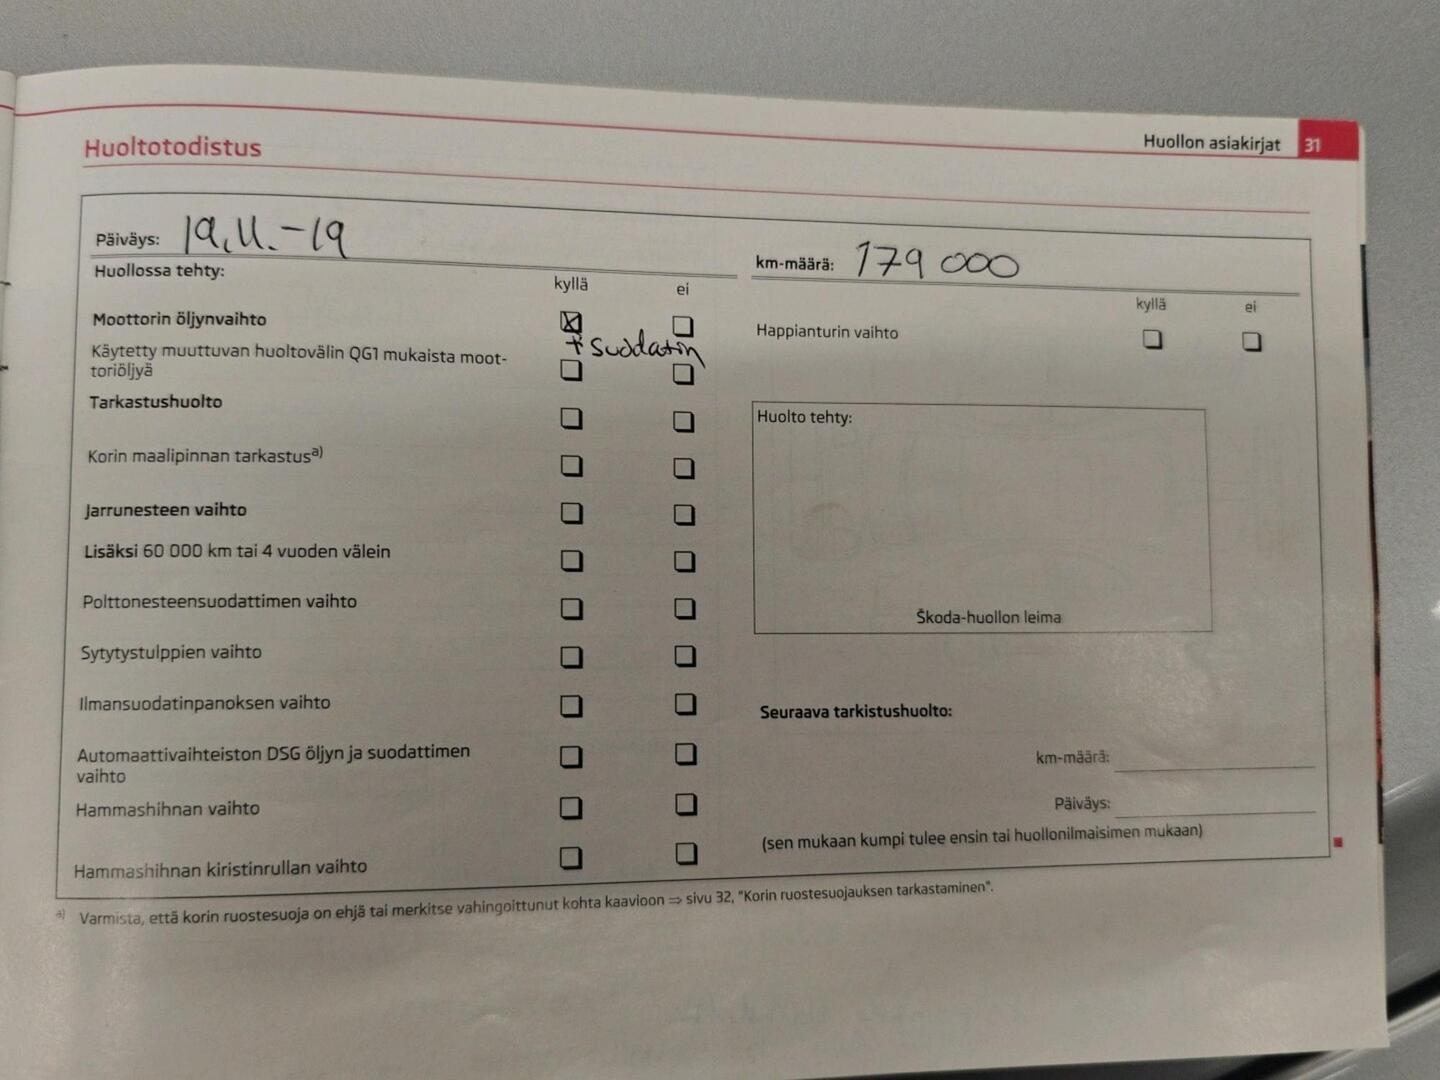 Huollon asiakirjat 31
Huoltotodistus
Päiväys: 19.11.-19
km-määrä: 179 000
Huollossa tehty:
kyllä ei
Moottorin öljynvaihto
+ suodatin
Käytetty muuttuvan huoltovälin QG1 mukaista moot-
toriöljyä
Tarkastushuolto
Korin maalipinnan tarkastusa)
Jarrunesteen vaihto
Lisäksi 60 000 km tai 4 vuoden välein
Polttonesteensuodattimen vaihto
Sytytystulppien vaihto
Ilmansuodatinpanoksen vaihto
Automaattivaihteiston DSG öljyn ja suodattimen
vaihto
Hammashihnan vaihto
Hammashihnan kiristinrullan vaihto
kyllä ei
Happianturin vaihto
Huolto tehty:
Škoda-huollon leima
Seuraava tarkistushuolto:
km-määrä:
Päiväys:
(sen mukaan kumpi tulee ensin tai huollonilmaisimen mukaan)
a) Varmista, että korin ruostesuoja on ehjä tai merkitse vahingoittunut kohta kaavioon ⇒ sivu 32, "Korin ruostesuojauksen tarkastaminen".